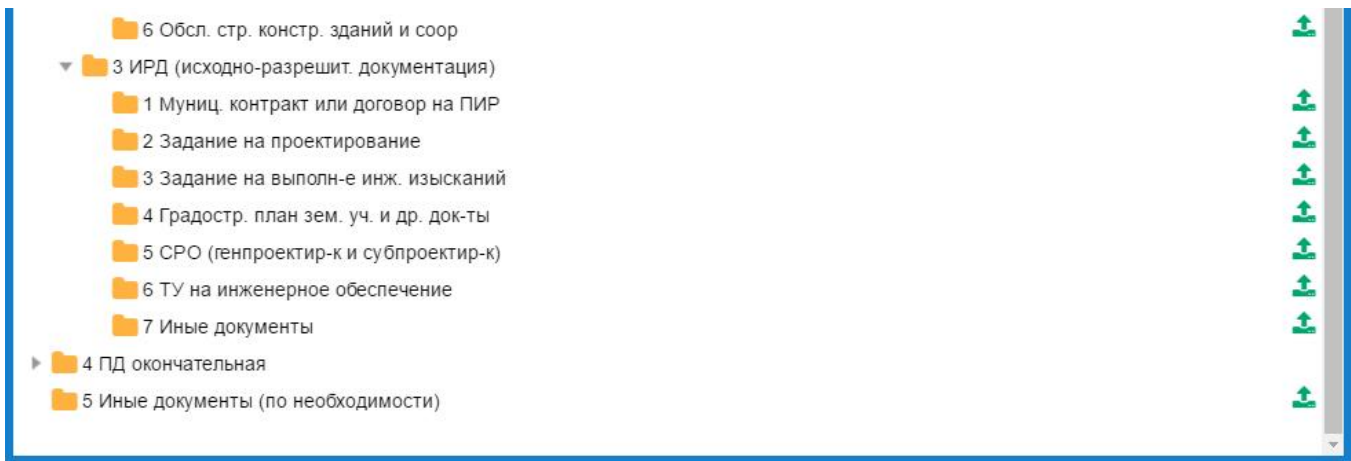 6 Обсл. стр. констр. зданий и соор
3 ИРД (исходно-разрешит. документация)
1 Муниц. контракт или договор на ПИР
2 Задание на проектирование
3 Задание на выполн-е инж. изысканий
4 Градостр. план зем. уч. и др. док-ты
5 СРО (генпроектир-к и субпроектир-к)
6 ТУ на инженерное обеспечение
7 Иные документы
4 ПД окончательная
5 Иные документы (по необходимости)